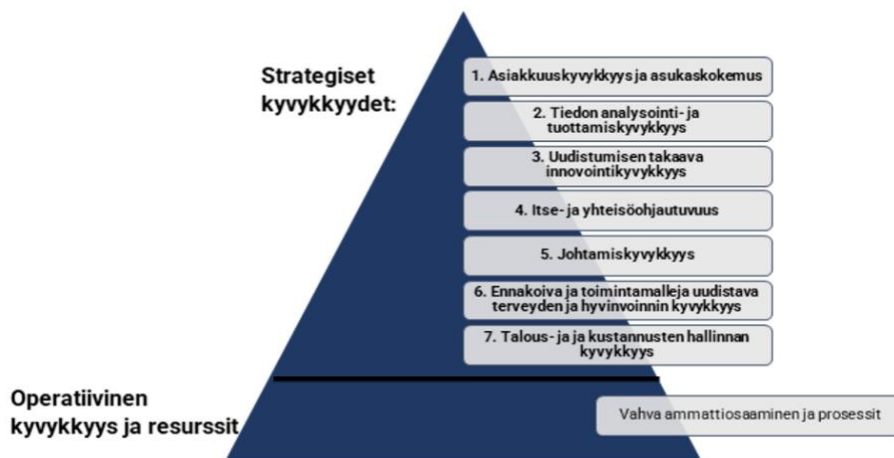 Strategiset
kyvykkyydet:
1. Asiakkuuskyvykkyys ja asukaskokemus
2. Tiedon analysointi- ja
tuottamiskyvykkyys
3. Uudistumisen takaava
innovointikyvykkyys
4. Itse- ja yhteisöohjautuvuus
5. Johtamiskyvykkyys
6. Ennakoiva ja toimintamalleja uudistava
terveyden ja hyvinvoinnin kyvykkyys
7. Talous- ja ja kustannusten hallinnan
kyvykkyys
Operatiivinen
kyvykkyys ja resurssit
Vahva ammattiosaaminen ja prosessit